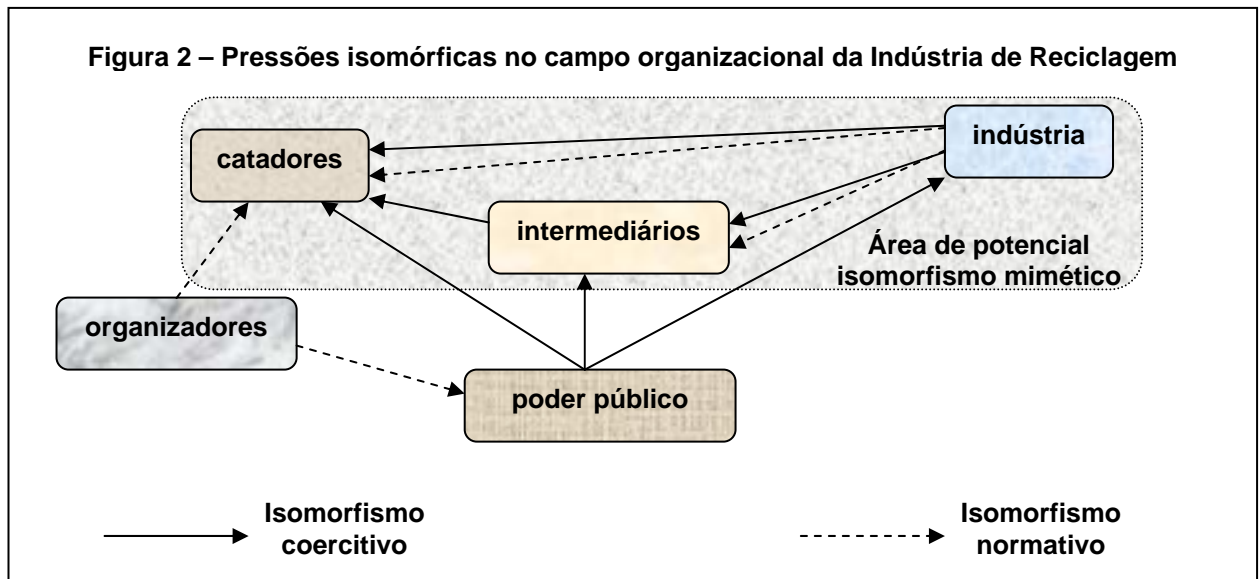 Figura 2 – Pressões isomórficas no campo organizacional da Indústria de Reciclagem
catadores
indústria
intermediários
Área de potencial
isomorfismo mimético
organizadores
poder público
Isomorfismo
coercitivo
Isomorfismo
normativo